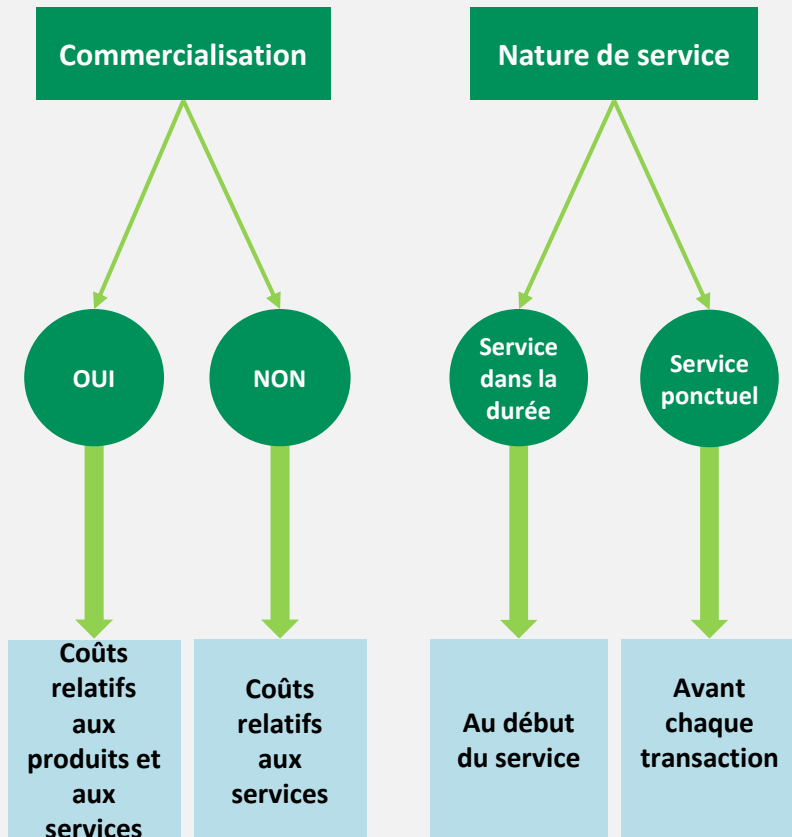 Commercialisation
Nature de service
OUI
NON
Service
dans la
durée
Service
ponctuel
Coûts
relatifs
aux
produits et
aux
services
Coûts
relatifs
aux
services
Au début
du service
Avant
chaque
transaction